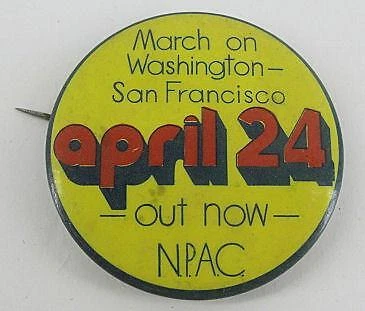 March on
Washington—
San Francisco
april 24
— out now —
N.P.A.C.